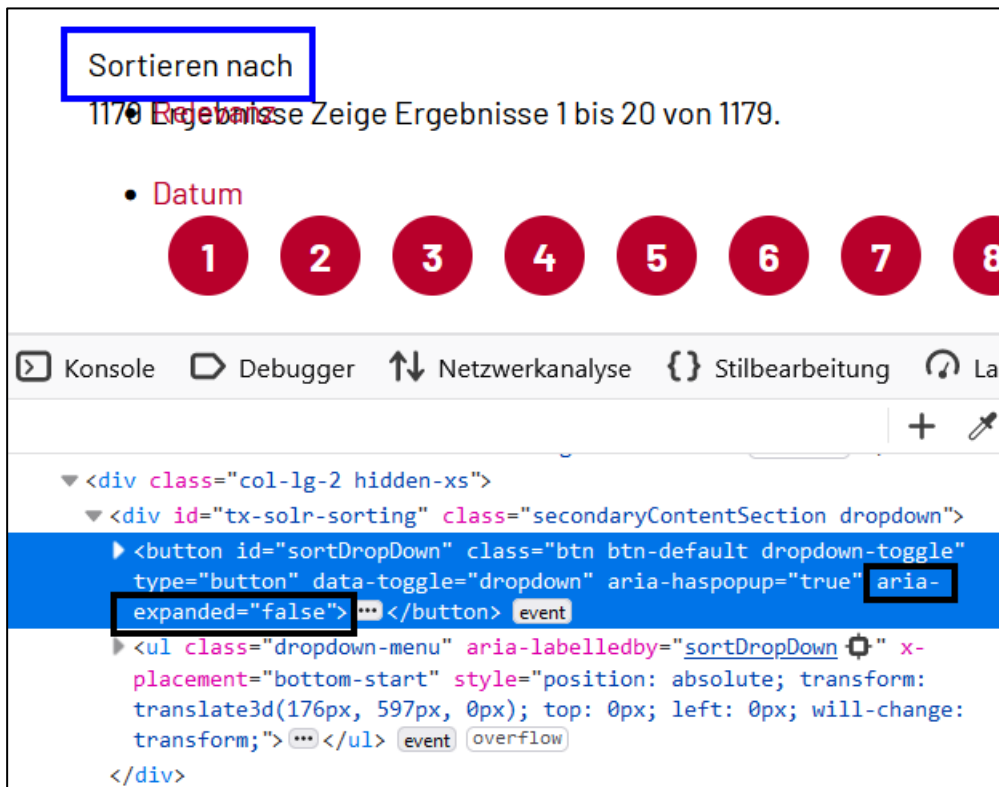 Sortieren nach
1179 Ergebnisse Zeige Ergebnisse 1 bis 20 von 1179.
• Relevanz
• Datum
1 2 3 4 5 6 7 8
Konsole Debugger Netzwerkanalyse {} Stilbearbeitung La
<div class="col-lg-2 hidden-xs">
<div id="tx-solr-sorting" class="secondaryContentSection dropdown">
<button id="sortDropDown" class="btn btn-default dropdown-toggle"
type="button" data-toggle="dropdown" aria-haspopup="true" aria-
expanded="false"> ••• </button> event
<ul class="dropdown-menu" aria-labelledby="sortDropDown" x-
placement="bottom-start" style="position: absolute; transform:
translate3d(176px, 597px, 0px); top: 0px; left: 0px; will-change:
transform;"> ••• </ul> event overflow
</div>